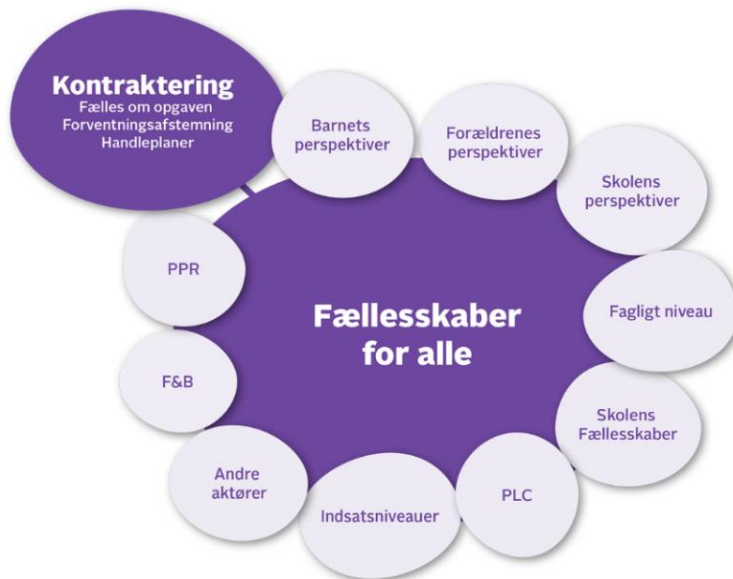 Kontraktering
Fælles om opgaven
Forventningsafstemning
Handleplaner
Barnets
perspektiver
Forældrenes
perspektiver
Skolens
perspektiver
Fagligt niveau
Skolens
Fællesskaber
PLC
Indsatsniveauer
Andre
aktører
F&B
PPR
Fællesskaber
for alle